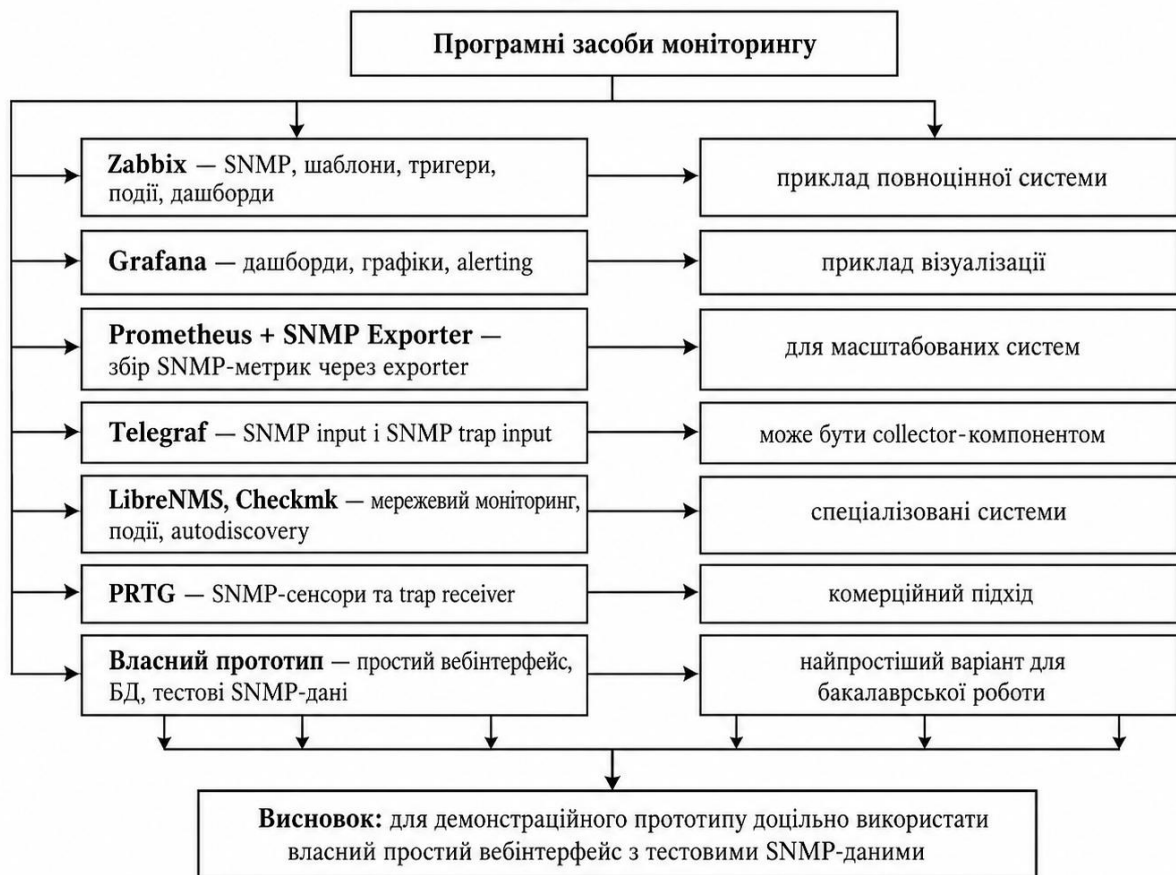 Програмні засоби моніторингу
Zabbix — SNMP, шаблони, тригери,
події, дашборди
приклад повноцінної системи
Grafana — дашборди, графіки, alerting
приклад візуалізації
Prometheus + SNMP Exporter —
збір SNMP-метрик через exporter
для масштабованих систем
Telegraf — SNMP input і SNMP trap input
може бути collector-компонентом
LibreNMS, Checkmk — мережевий моніторинг,
події, autodiscovery
спеціалізовані системи
PRTG — SNMP-сенсори та trap receiver
комерційний підхід
Власний прототип — простий вебінтерфейс,
БД, тестові SNMP-дані
найпростіший варіант для
бакалаврської роботи
Висновок: для демонстраційного прототипу доцільно використати
власний простий вебінтерфейс з тестовими SNMP-даними